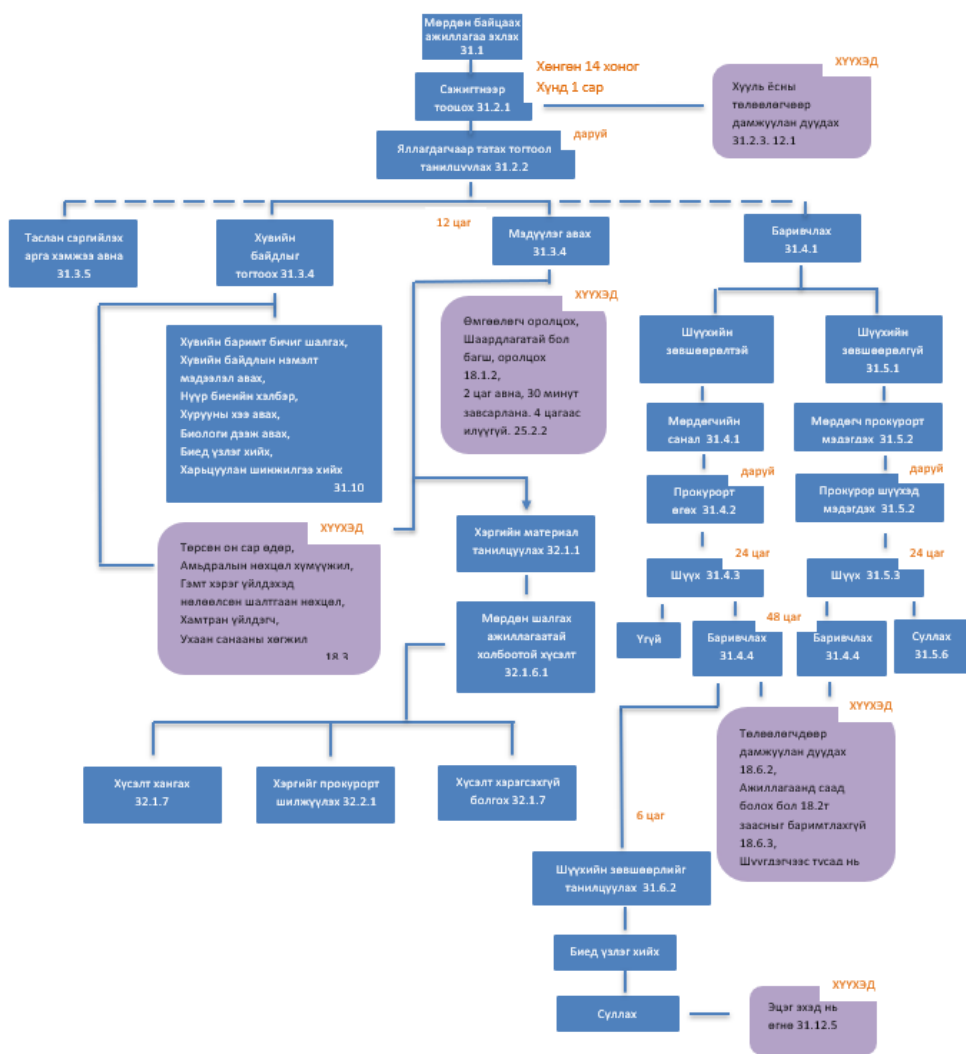 Мөрдөн байцаах
ажиллагаа эхлэх
31.1
Хөнгөн 14 хоног
Хүнд 1 сар
Сэжигтнээр
тооцох 31.2.1
ХҮҮХЭД
Хууль ёсны
төлөөлөгчөөр
дамжуулан дуудах
31.2.3. 12.1
даруй
Яллагдагчаар татах тогтоол
танилцуулах 31.2.2
12 цаг
Таслан сэргийлэх
арга хэмжээ авна
31.3.5
Хувийн
байдлыг
тогтоох 31.3.4
Мэдүүлэг авах
31.3.4
Баривчлах
31.4.1
Хувийн баримт бичиг шалгах,
Хувийн байдлын нэмэлт
мэдээлэл авах,
Нүүр биеийн хэлбэр,
Хурууны хээ авах,
Биологи дээж авах,
Биед үзлэг хийх,
Харьцуулан шинжилгээ хийх
31.10
ХҮҮХЭД
Өмгөөлөгч оролцох,
Шаардлагатай бол
багш, оролцох
18.1.2,
2 цаг авна, 30 минут
завсарлана. 4 цагаас
илүүгүй. 25.2.2
Шүүхийн
зөвшөөрөлтэй
Шүүхийн
зөвшөөрөлгүй
31.5.1
Мөрдөгчийн
санал 31.4.1
Мөрдөгч прокурорт
мэдэгдэх 31.5.2
даруй
даруй
Прокурорт
өгөх 31.4.2
Прокурор шүүхэд
мэдэгдэх 31.5.2
24 цаг
24 цаг
Шүүх 31.4.3
Шүүх 31.5.3
48 цаг
Үгүй
Баривчлах
31.4.4
Баривчлах
31.4.4
Суллах
31.5.6
ХҮҮХЭД
Төрсөн он сар өдөр,
Амьдралын нөхцөл хүмүүжил,
Гэмт хэрэг үйлдэхэд
нөлөөлсөн шалтгаан нөхцөл,
Хамтран үйлдэгч,
Ухаан санааны хөгжил
18.3
Хэргийн материал
танилцуулах 32.1.1
Мөрдөн шалгах
ажиллагаатай
холбоотой хүсэлт
32.1.6.1
Хүсэлт хангах
32.1.7
Хэргийг прокурорт
шилжүүлэх 32.2.1
Хүсэлт хэрэгсэхгүй
болгох 32.1.7
ХҮҮХЭД
Төлөөлөгчдөөр
дамжуулан дуудах
18.6.2,
Ажиллагаанд саад
болох бол 18.2т
заасныг баримтлахгүй
18.6.3,
Шүүгдэгчээс тусад нь
6 цаг
Шүүхийн зөвшөөрлийг
танилцуулах 31.6.2
Биед үзлэг хийх
Суллах
ХҮҮХЭД
Эцэг эхэд нь
өгнө 31.12.5